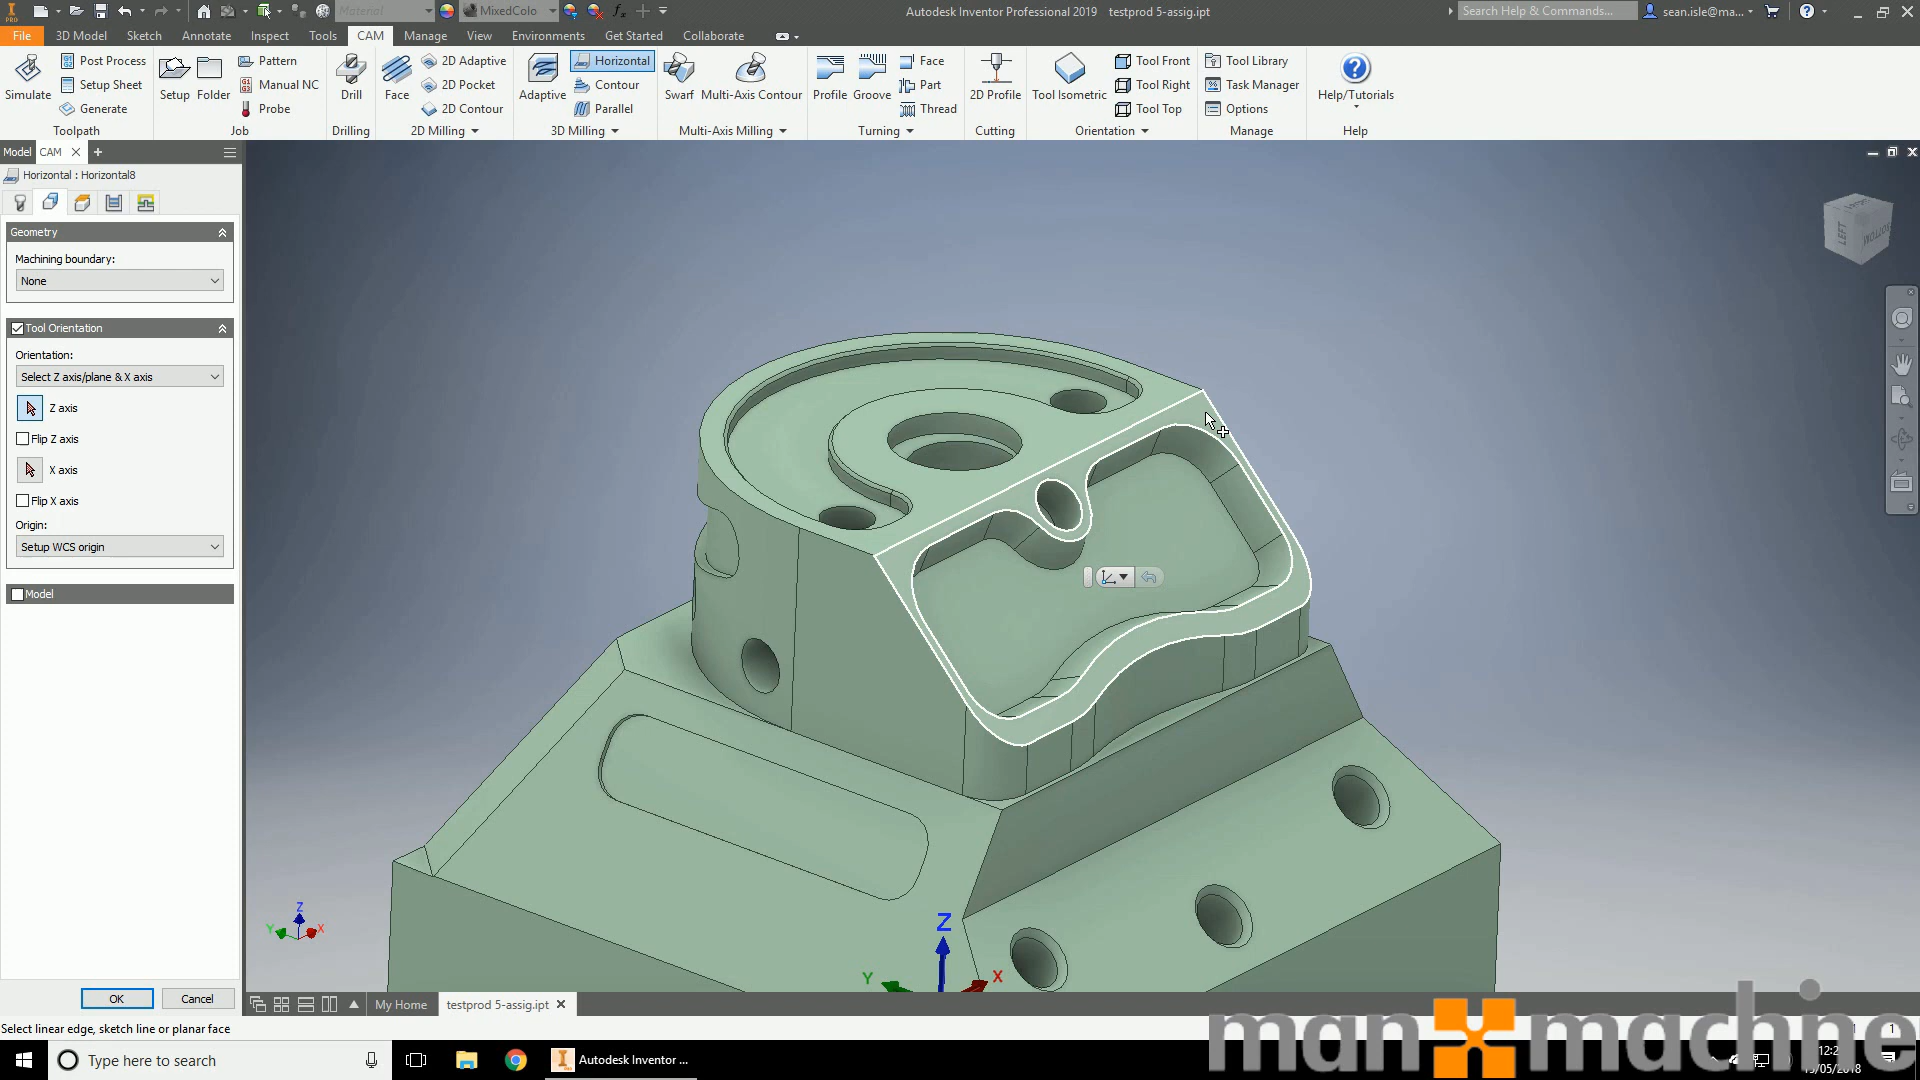 PRO
Material
MixedColo
fx
Autodesk Inventor Professional 2019 testprod 5-assig.ipt
Search Help & Commands...
sean.isle@ma...
File
3D Model
Sketch
Annotate
Inspect
Tools
CAM
Manage
View
Environments
Get Started
Collaborate
Simulate
Post Process
Setup Sheet
Generate
Toolpath
Setup
Folder
Pattern
Manual NC
Probe
Job
Drill
Drilling
Face
2D Adaptive
2D Pocket
2D Contour
2D Milling
Adaptive
Horizontal
Contour
Parallel
3D Milling
Swarf
Multi-Axis Contour
Multi-Axis Milling
Profile
Groove
Face
Part
Thread
Turning
2D Profile
Cutting
Tool Isometric
Tool Front
Tool Right
Tool Top
Orientation
Tool Library
Task Manager
Options
Manage
Help/Tutorials
Help
Model
CAM
Horizontal : Horizontal8
Geometry
Machining boundary:
None
Tool Orientation
Orientation:
Select Z axis/plane & X axis
Z axis
Flip Z axis
X axis
Flip X axis
Origin:
Setup WCS origin
Model
OK
Cancel
LEFT
BOTTOM
Z
Y
X
Z
Y
X
My Home
testprod 5-assig.ipt
Select linear edge, sketch line or planar face
1
Type here to search
Autodesk Inventor ...
man machine